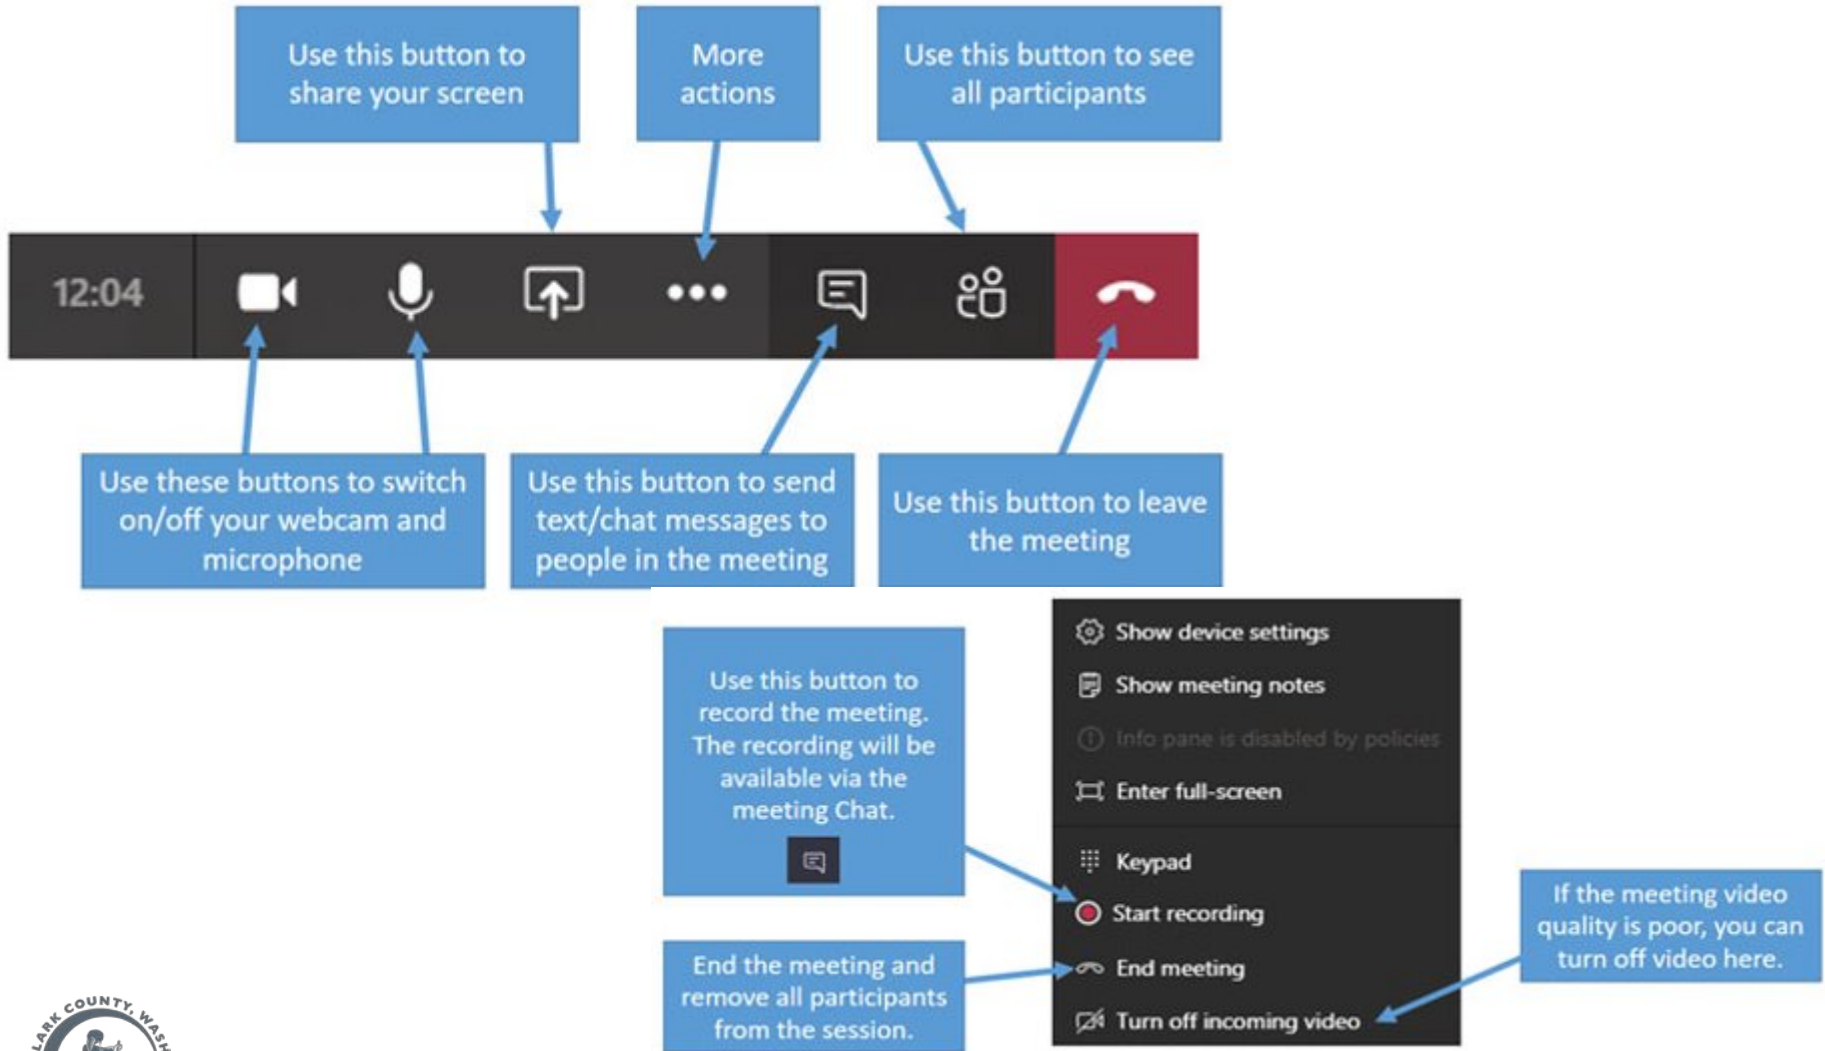 Use this button to
share your screen
More
actions
Use this button to see
all participants
12:04
Use these buttons to switch
on/off your webcam and
microphone
Use this button to send
text/chat messages to
people in the meeting
Use this button to leave
the meeting
Use this button to
record the meeting.
The recording will be
available via the
meeting Chat.
End the meeting and
remove all participants
from the session.
Show device settings
Show meeting notes
Info pane is disabled by policies
Enter full-screen
Keypad
Start recording
End meeting
Turn off incoming video
If the meeting video
quality is poor, you can
turn off video here.
COUNTY,